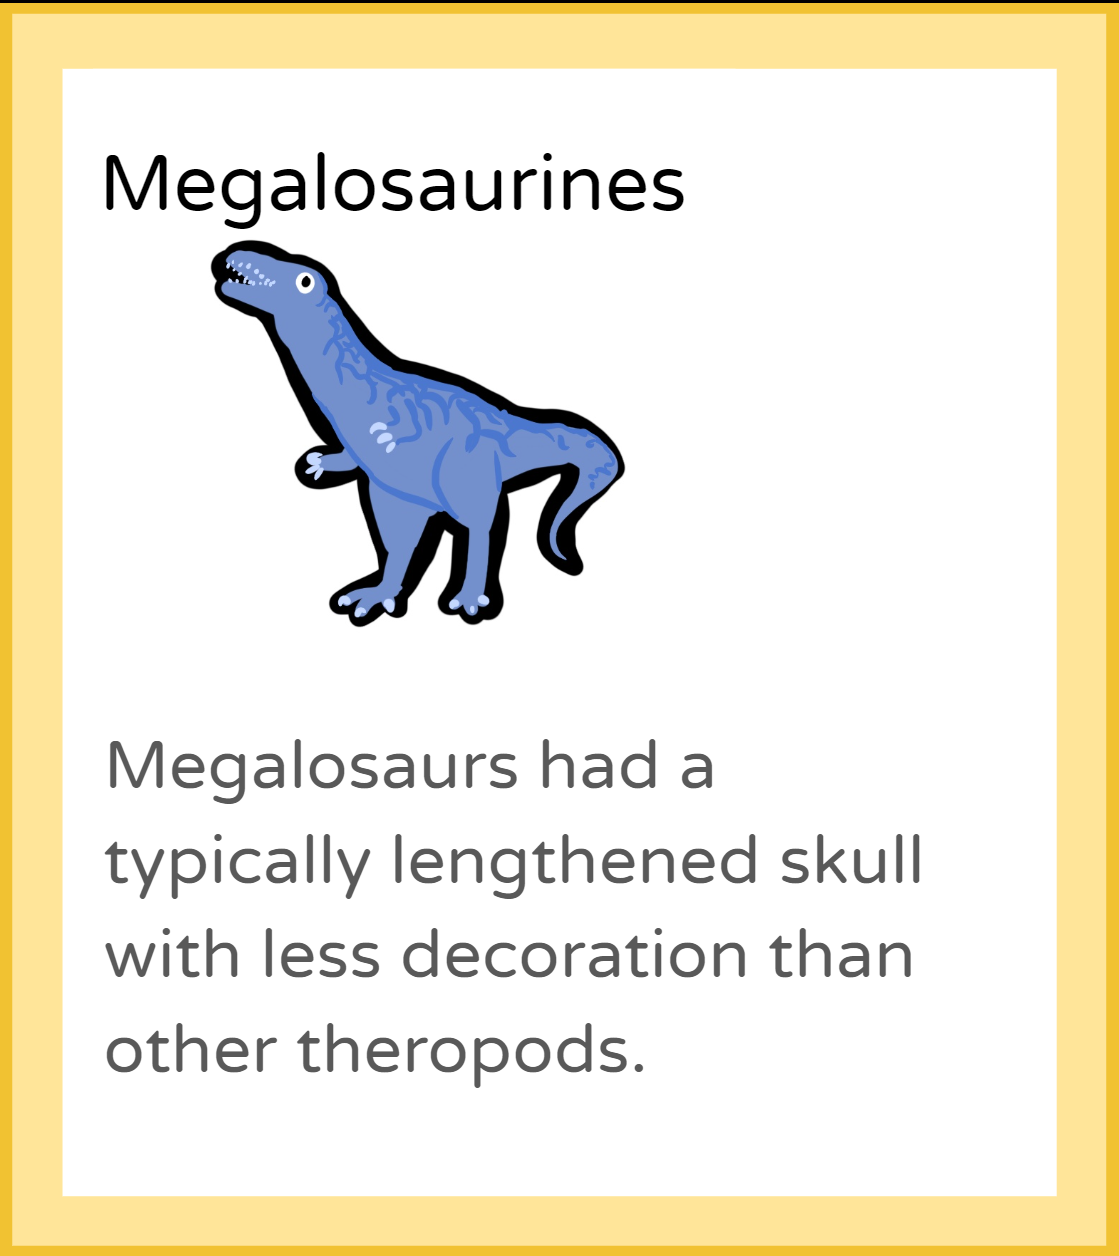 Megalosaurines
Megalosaurs had a
typically lengthened skull
with less decoration than
other theropods.